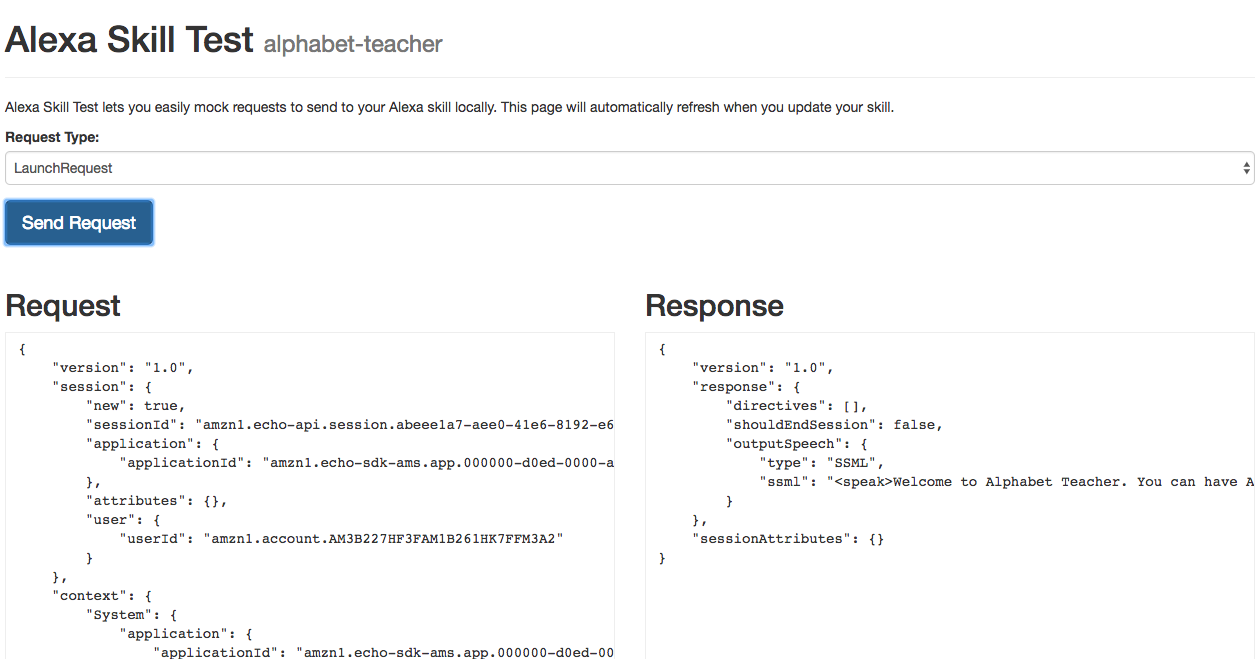 Alexa Skill Test alphabet-teacher
Alexa Skill Test lets you easily mock requests to send to your Alexa skill locally. This page will automatically refresh when you update your skill.
Request Type:
LaunchRequest
Send Request
Request
{
"version": "1.0",
"session": {
"new": true,
"sessionId": "amzn1.echo-api.session.abeee1a7-aee0-41e6-8192-e6
"application": {
"applicationId": "amzn1.echo-sdk-ams.app.000000-d0ed-0000-a
},
"attributes": {},
"user": {
"userId": "amzn1.account.AM3B227HF3FAM1B261HK7FFM3A2"
}
},
"context": {
"System": {
"application": {
"applicationId": "amzn1.echo-sdk-ams.app.000000-d0ed-00
Response
{
"version": "1.0",
"response": {
"directives": [],
"shouldEndSession": false,
"outputSpeech": {
"type": "SSML",
"ssml": "<speak>Welcome to Alphabet Teacher. You can have A
}
},
"sessionAttributes": {}
}